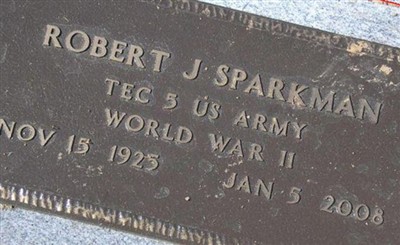 ROBERT J SPARKMAN
TEC 5 US ARMY
WORLD WAR II
NOV 15 1925 JAN 5 2008